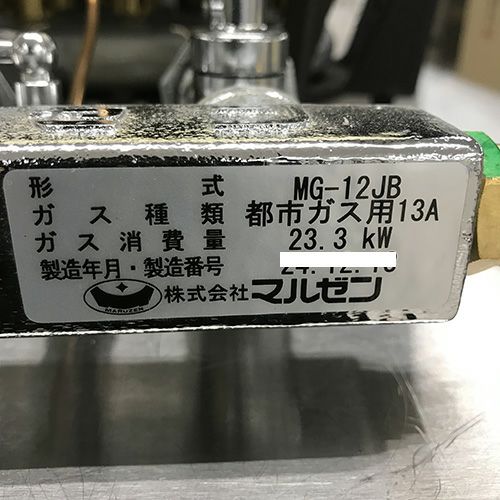 形 式 MG-12JB
ガス種類 都市ガス用13A
ガス消費量 23.3 kW
製造年月・製造番号
MARUZEN 株式会社 マルゼン